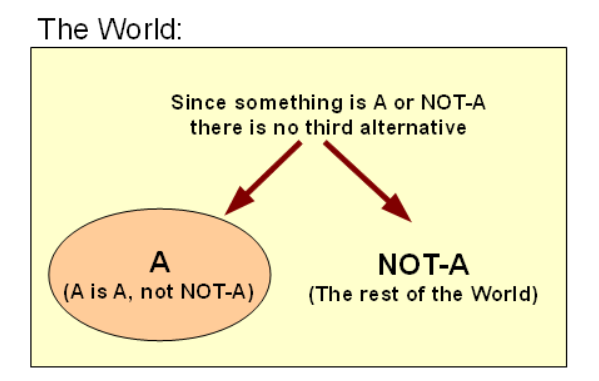 The World:
Since something is A or NOT-A
there is no third alternative
A
(A is A, not NOT-A)
NOT-A
(The rest of the World)